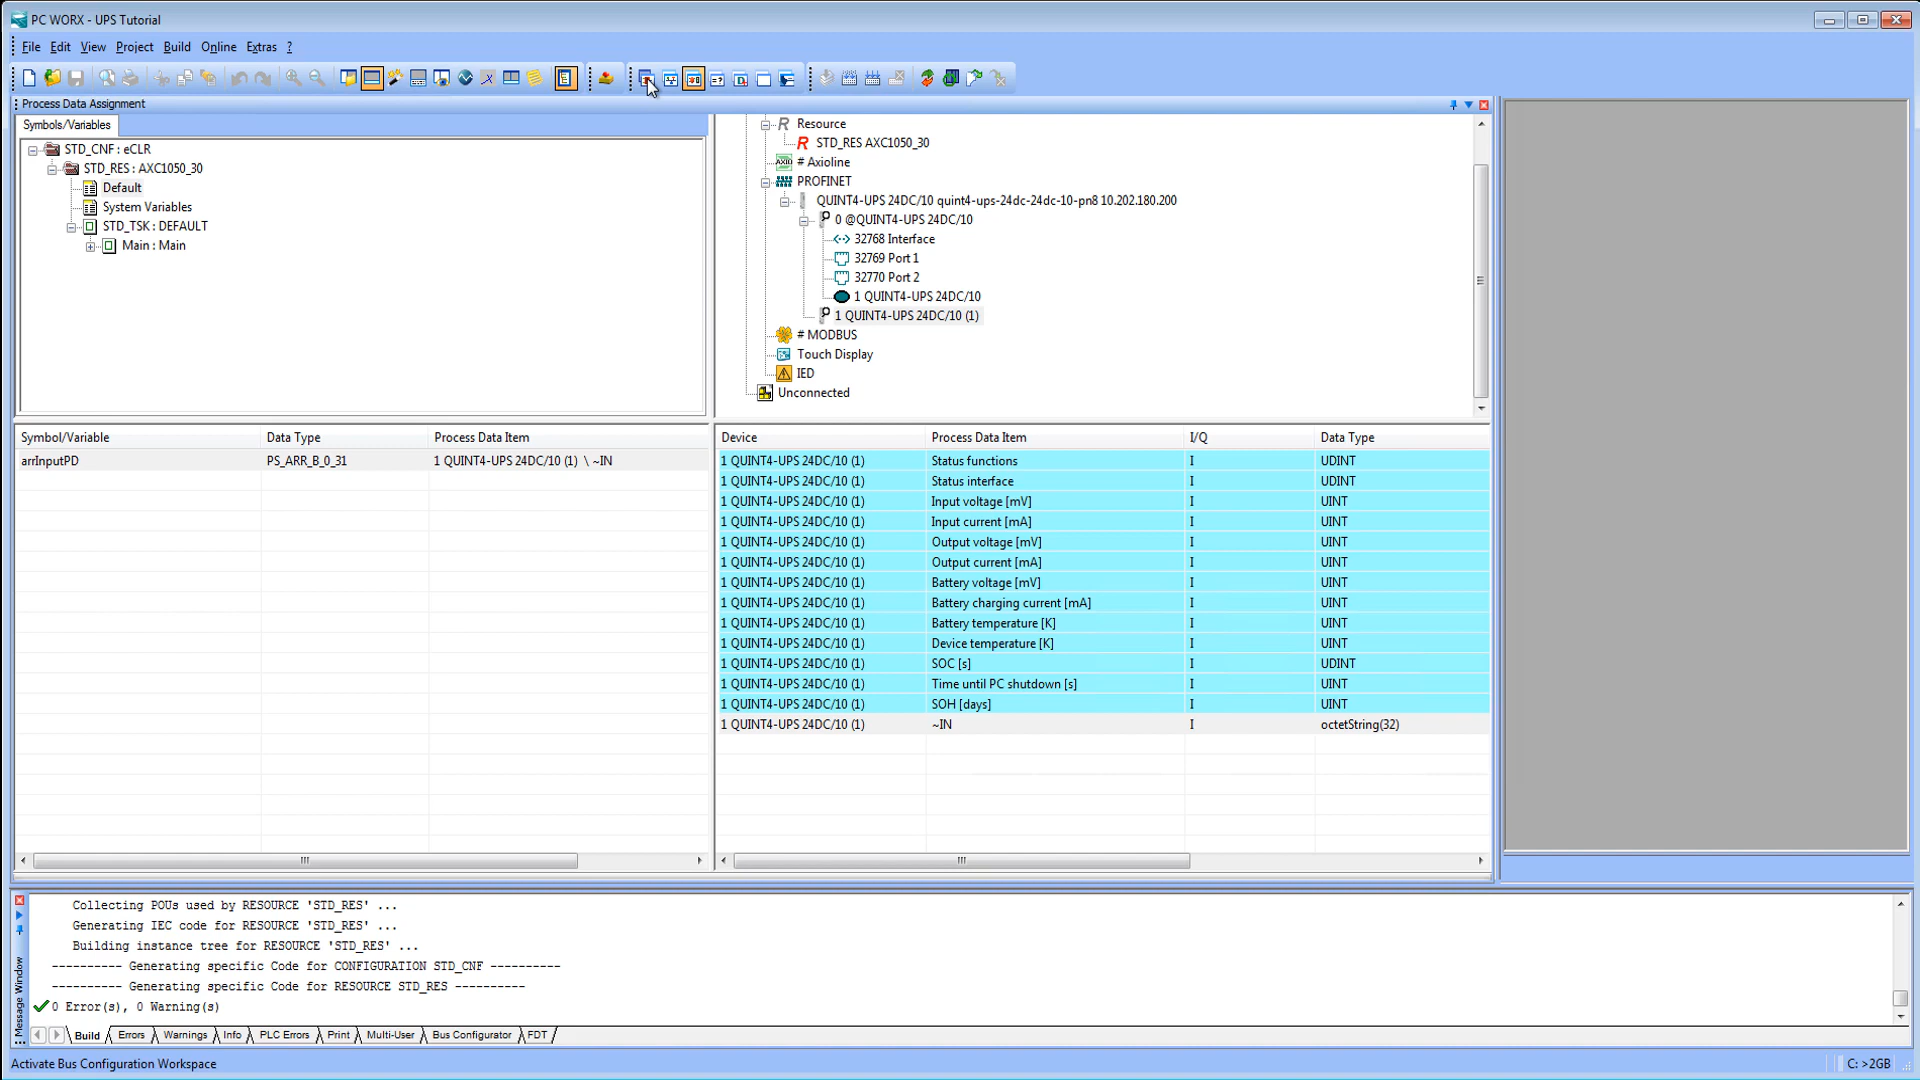 PC WORX - UPS Tutorial
File Edit View Project Build Online Extras ?
Process Data Assignment
Symbols/Variables
STD_CNF : eCLR
STD_RES : AXC1050_30
Default
System Variables
STD_TSK : DEFAULT
Main : Main
Resource
STD_RES AXC1050_30
# Axioline
PROFINET
QUINT4-UPS 24DC/10 quint4-ups-24dc-24dc-10-pn8 10.202.180.200
0 @QUINT4-UPS 24DC/10
32768 Interface
32769 Port 1
32770 Port 2
1 QUINT4-UPS 24DC/10
1 QUINT4-UPS 24DC/10 (1)
# MODBUS
Touch Display
IED
Unconnected
Symbol/Variable Data Type Process Data Item
arrInputPD PS_ARR_B_0_31 1 QUINT4-UPS 24DC/10 (1) \ ~IN
Device Process Data Item I/Q Data Type
1 QUINT4-UPS 24DC/10 (1) Status functions I UDINT
1 QUINT4-UPS 24DC/10 (1) Status interface I UDINT
1 QUINT4-UPS 24DC/10 (1) Input voltage [mV] I UINT
1 QUINT4-UPS 24DC/10 (1) Input current [mA] I UINT
1 QUINT4-UPS 24DC/10 (1) Output voltage [mV] I UINT
1 QUINT4-UPS 24DC/10 (1) Output current [mA] I UINT
1 QUINT4-UPS 24DC/10 (1) Battery voltage [mV] I UINT
1 QUINT4-UPS 24DC/10 (1) Battery charging current [mA] I UINT
1 QUINT4-UPS 24DC/10 (1) Battery temperature [K] I UINT
1 QUINT4-UPS 24DC/10 (1) Device temperature [K] I UINT
1 QUINT4-UPS 24DC/10 (1) SOC [s] I UDINT
1 QUINT4-UPS 24DC/10 (1) Time until PC shutdown [s] I UINT
1 QUINT4-UPS 24DC/10 (1) SOH [days] I UINT
1 QUINT4-UPS 24DC/10 (1) ~IN I octetString(32)
Message Window
Collecting POUs used by RESOURCE 'STD_RES' ...
Generating IEC code for RESOURCE 'STD_RES' ...
Building instance tree for RESOURCE 'STD_RES' ...
---------- Generating specific Code for CONFIGURATION STD_CNF ----------
---------- Generating specific Code for RESOURCE STD_RES ----------
0 Error(s), 0 Warning(s)
Build Errors Warnings Info PLC Errors Print Multi-User Bus Configurator FDT
Activate Bus Configuration Workspace
C: >2GB